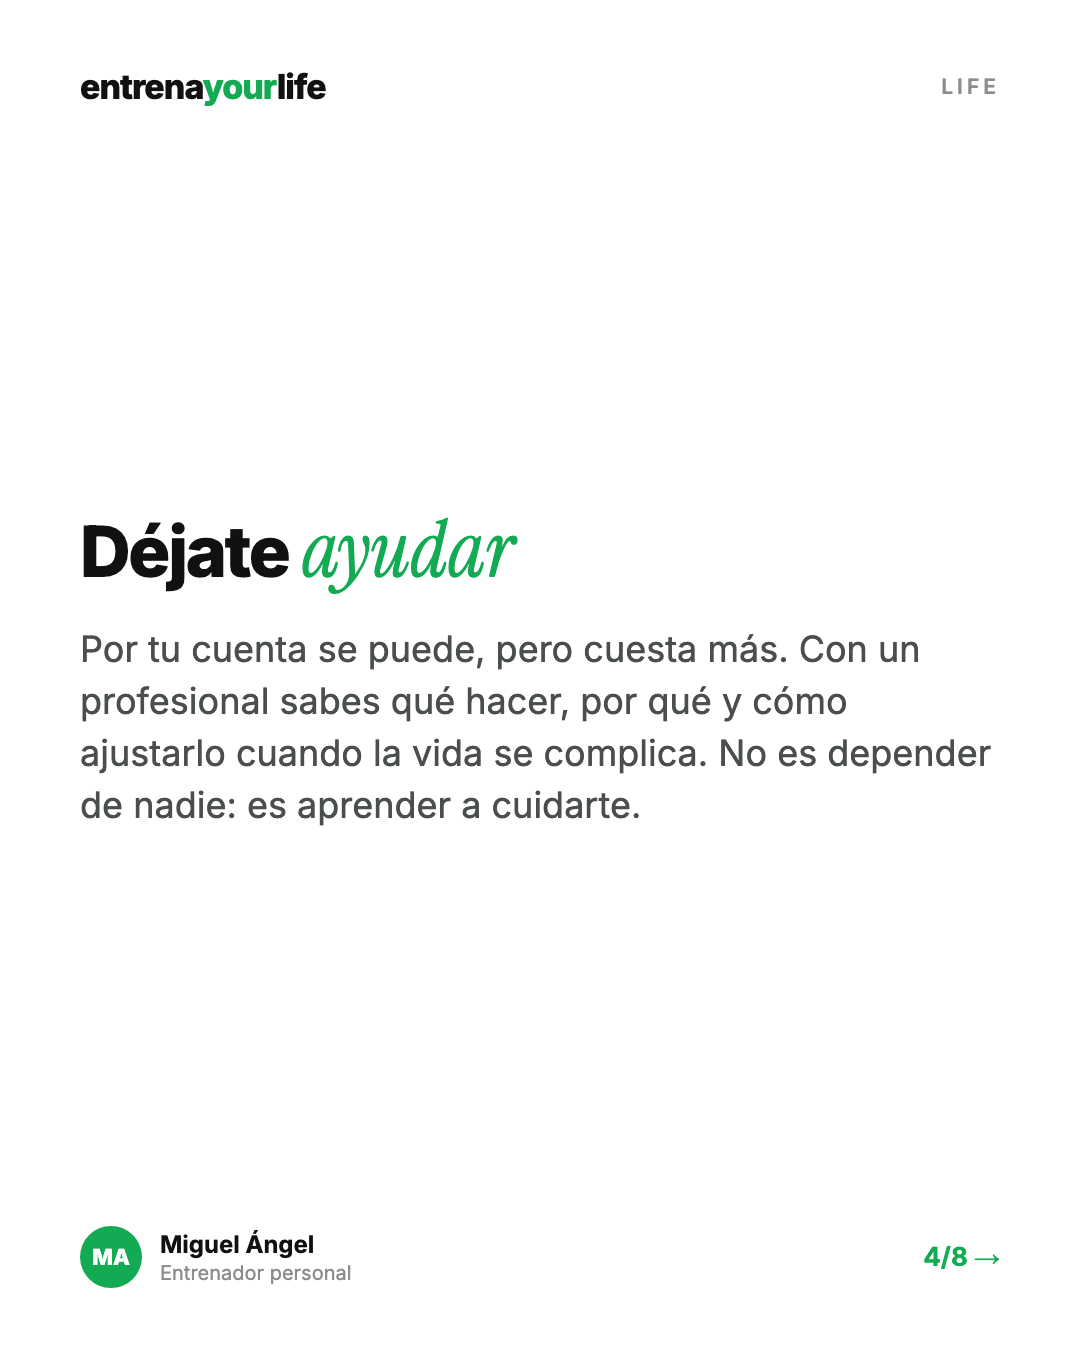 entrenayourlife
LIFE
Déjate ayudar
Por tu cuenta se puede, pero cuesta más. Con un
profesional sabes qué hacer, por qué y cómo
ajustarlo cuando la vida se complica. No es depender
de nadie: es aprender a cuidarte.
MA
Miguel Ángel
Entrenador personal
4/8 →